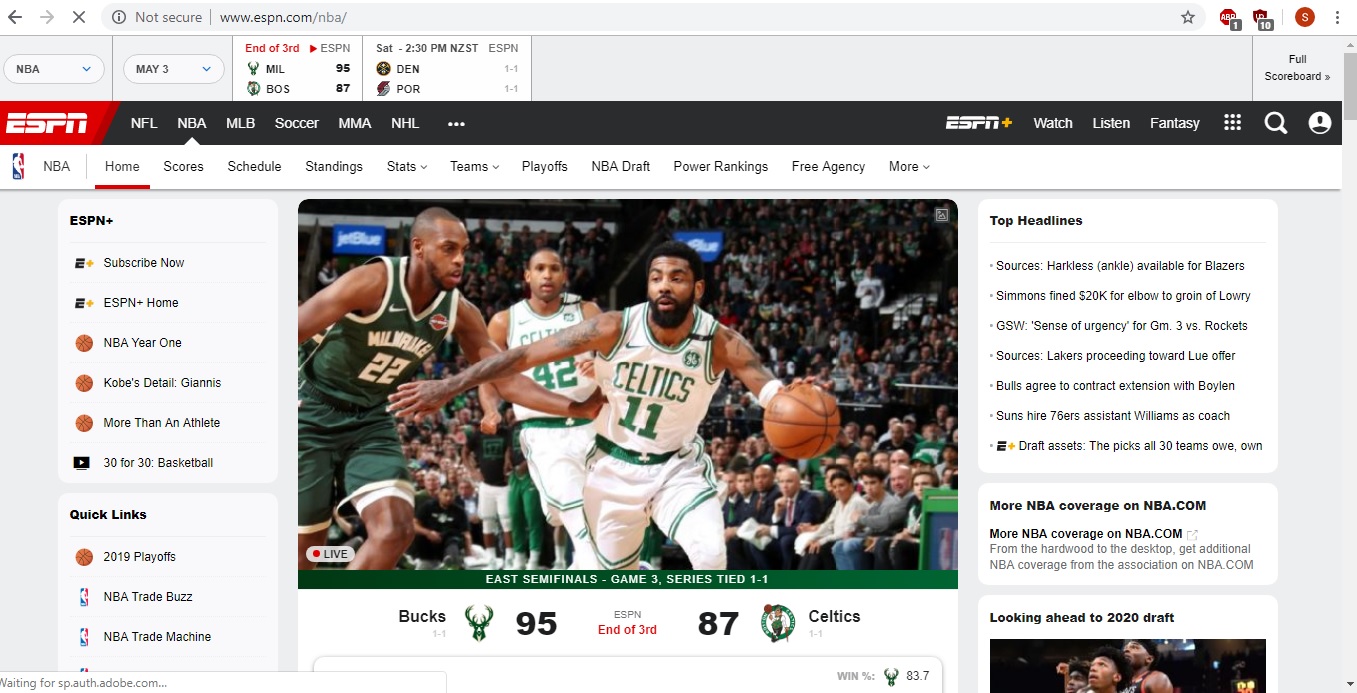 Not secure | www.espn.com/nba/
ABP 1
10
S
NBA
MAY 3
End of 3rd ESPN
MIL 95
BOS 87
Sat - 2:30 PM NZST ESPN
DEN 1-1
POR 1-1
Full
Scoreboard »
ESPN
NFL NBA MLB Soccer MMA NHL •••
ESPN+ Watch Listen Fantasy
NBA Home Scores Schedule Standings Stats Teams Playoffs NBA Draft Power Rankings Free Agency More
ESPN+
Subscribe Now
ESPN+ Home
NBA Year One
Kobe's Detail: Giannis
More Than An Athlete
30 for 30: Basketball
Quick Links
2019 Playoffs
NBA Trade Buzz
NBA Trade Machine
jetBlue
jetBlue
MILWAUKEE
22
CELTICS
42
CELTICS
11
LIVE
EAST SEMIFINALS - GAME 3, SERIES TIED 1-1
Bucks
1-1
95
ESPN
End of 3rd
87
Celtics
1-1
WIN %: 83.7
Top Headlines
Sources: Harkless (ankle) available for Blazers
Simmons fined $20K for elbow to groin of Lowry
GSW: 'Sense of urgency' for Gm. 3 vs. Rockets
Sources: Lakers proceeding toward Lue offer
Bulls agree to contract extension with Boylen
Suns hire 76ers assistant Williams as coach
E+ Draft assets: The picks all 30 teams owe, own
More NBA coverage on NBA.COM
More NBA coverage on NBA.COM
From the hardwood to the desktop, get additional
NBA coverage from the association on NBA.COM
Looking ahead to 2020 draft
Waiting for sp.auth.adobe.com...